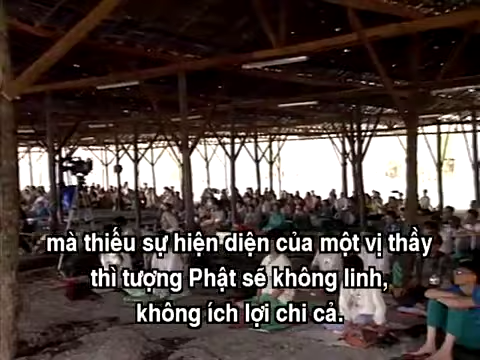 mà thiếu sự hiện diện của một vị thầy
thì tượng Phật sẽ không linh,
không ích lợi chi cả.